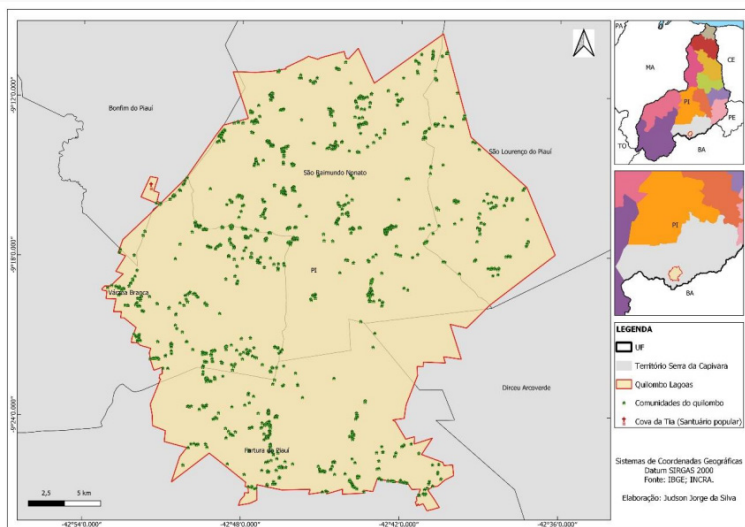 Bonfim do Piauí
São Lourenço do Piauí
São Raimundo Nonato
PI
Várzea Branca
Dirceu Arcoverde
Fartura do Piauí
2,5 5 km
-9°12'0.000"
-9°18'0.000"
-9°24'0.000"
-42°54'0.000"
-42°48'0.000"
-42°42'0.000"
-42°36'0.000"
PA
MA
CE
PI
PE
TO
BA
PI
BA
LEGENDA
UF
Território Serra da Capivara
Quilombo Lagoas
Comunidades do quilombo
Cova da Tia (Santuário popular)
Sistemas de Coordenadas Geográficas
Datum SIRGAS 2000
Fonte: IBGE; INCRA.
Elaboração: Judson Jorge da Silva